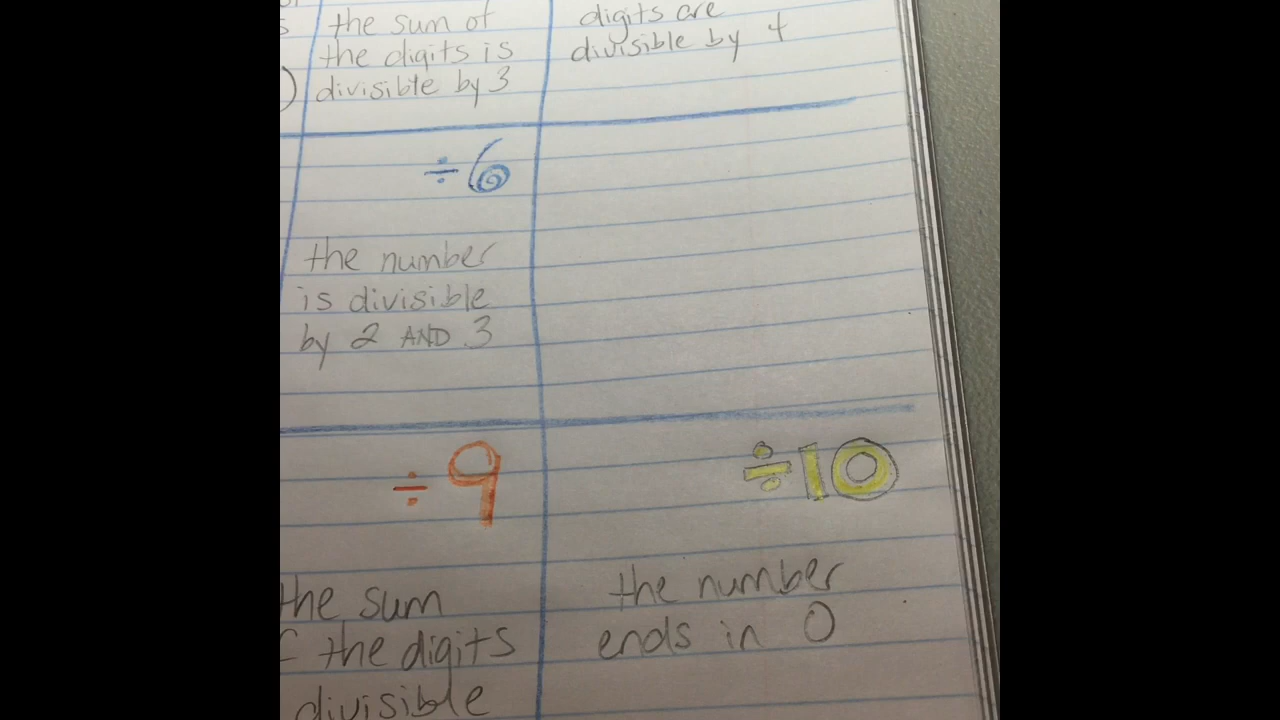 the sum of
the digits is
divisible by 3
digits are
divisible by 4
÷6
the number
is divisible
by 2 AND 3
÷9
the sum
the digits
divisible
÷10
the number
ends in 0